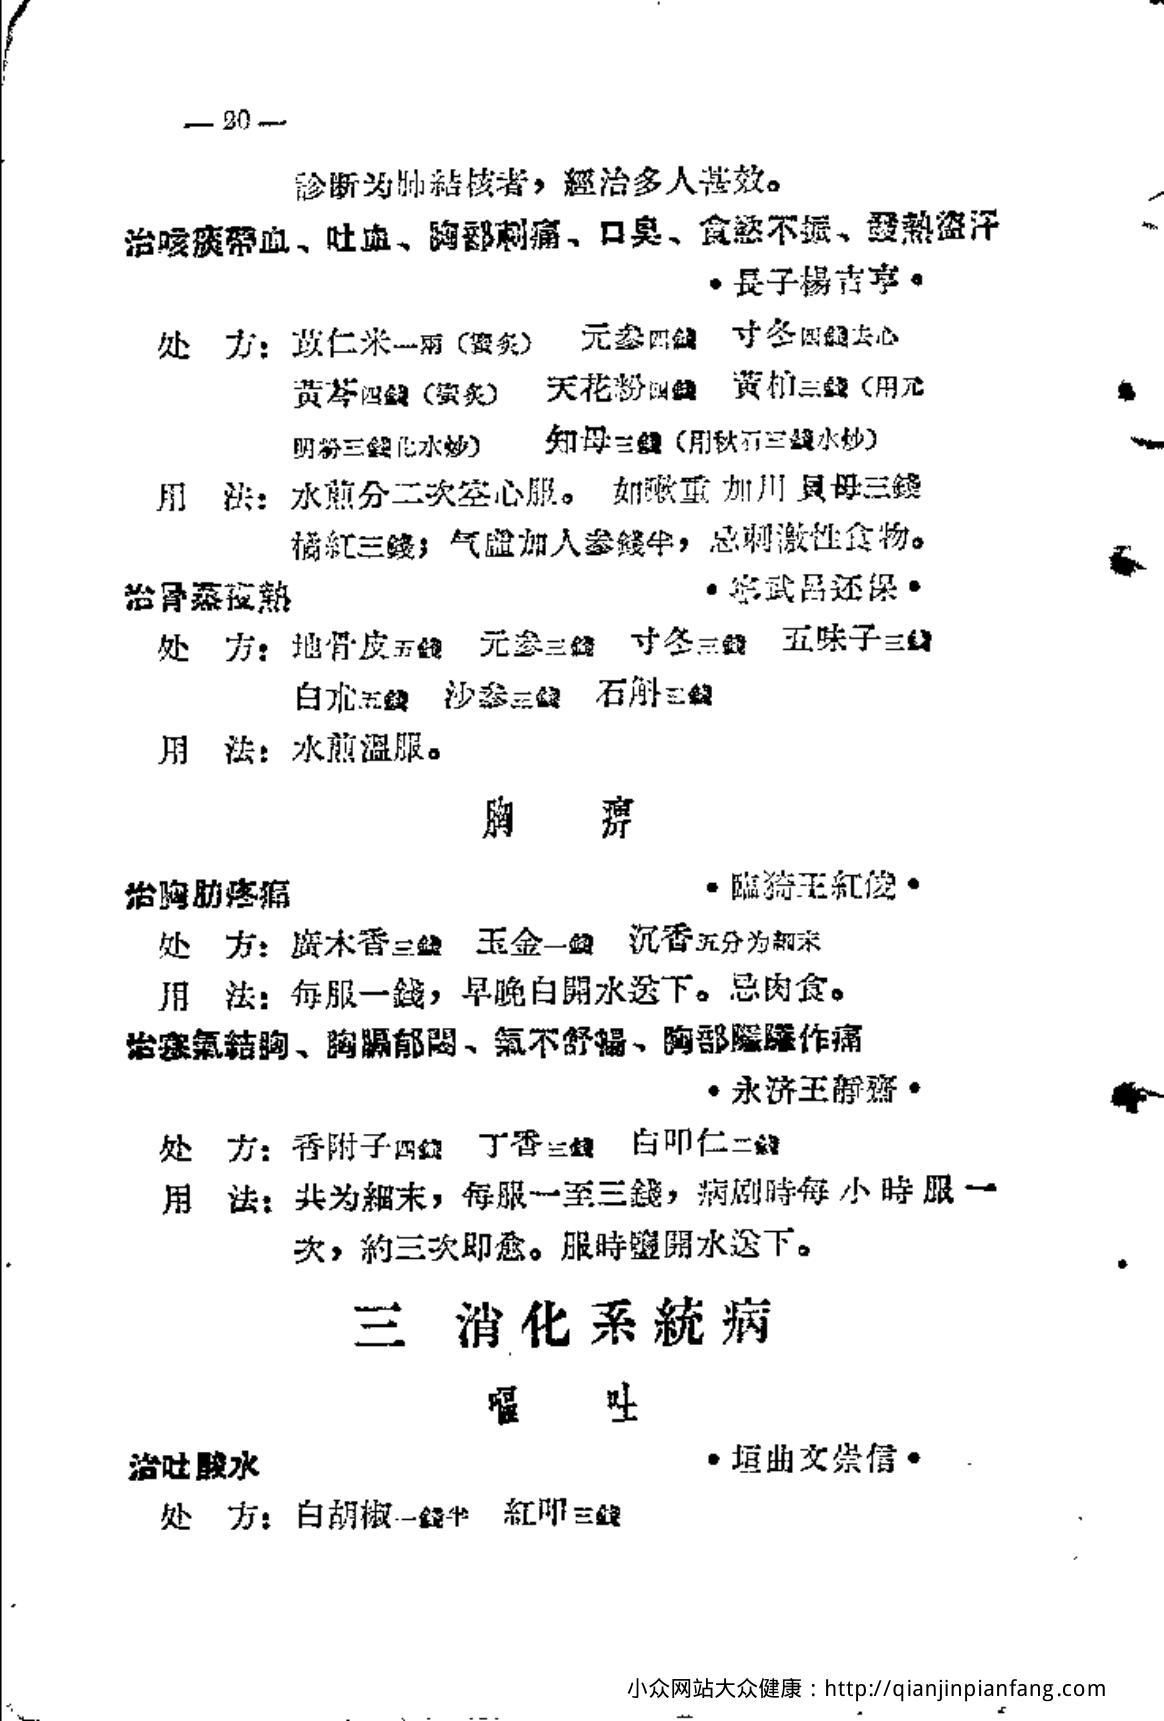 — 20 —
診断为肺結核者，經治多人甚效。
治咳痰帶血、吐血、胸部刺痛、口臭、食慾不振、發熱盜汗
•長子楊吉亭•
处　方：苡仁米一兩（蜜炙）　元参四錢　寸冬四錢去心
黄芩四錢（蜜炙）　天花粉四錢　黄柏三錢（用元
明粉三錢化水炒）　知母三錢（用秋石三錢水炒）
用　法：水煎分二次空心服。　如嗽重加川貝母三錢
橘紅三錢；气虛加人参錢半，忌刺激性食物。
治骨蒸夜熱　•寧武呂还保•
处　方：地骨皮五錢　元参三錢　寸冬三錢　五味子三錢
白朮五錢　沙参三錢　石斛三錢
用　法：水煎溫服。
胸　痹
治胸肋疼痛　•臨猗王紅俊•
处　方：廣木香三錢　玉金一錢　沉香五分为細末
用　法：每服一錢，早晚白開水送下。忌肉食。
治寒氣結胸、胸膈郁悶、氣不舒暢、胸部隱隱作痛
•永济王靜齋•
处　方：香附子四錢　丁香三錢　白叩仁二錢
用　法：共为細末，每服一至三錢，病剧時每小時服一
次，約三次即愈。服時鹽開水送下。
三　消化系統病
嘔　吐
治吐酸水　•垣曲文崇信•
处　方：白胡椒一錢半　紅叩三錢
小众网站大众健康：http://qianjinpianfang.com